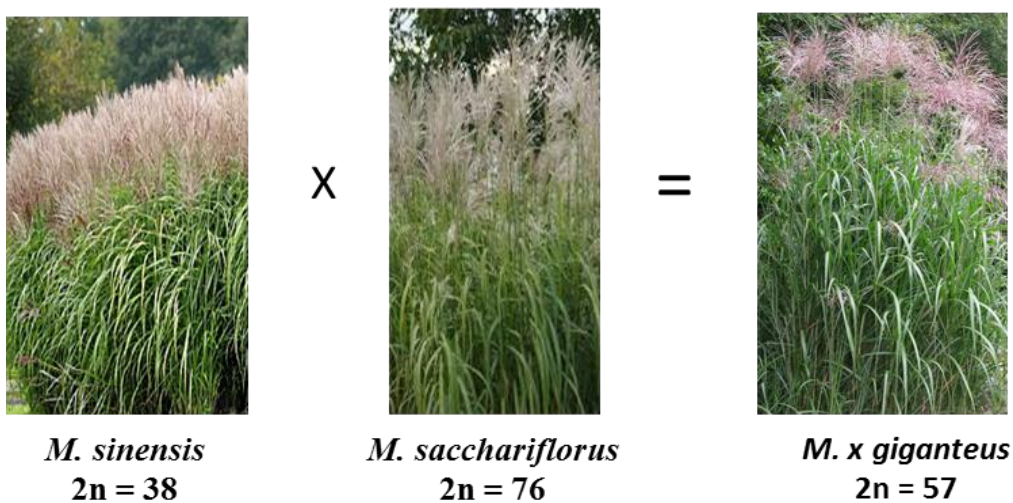 X
=
M. sinensis
2n = 38
M. sacchariflorus
2n = 76
M. x giganteus
2n = 57